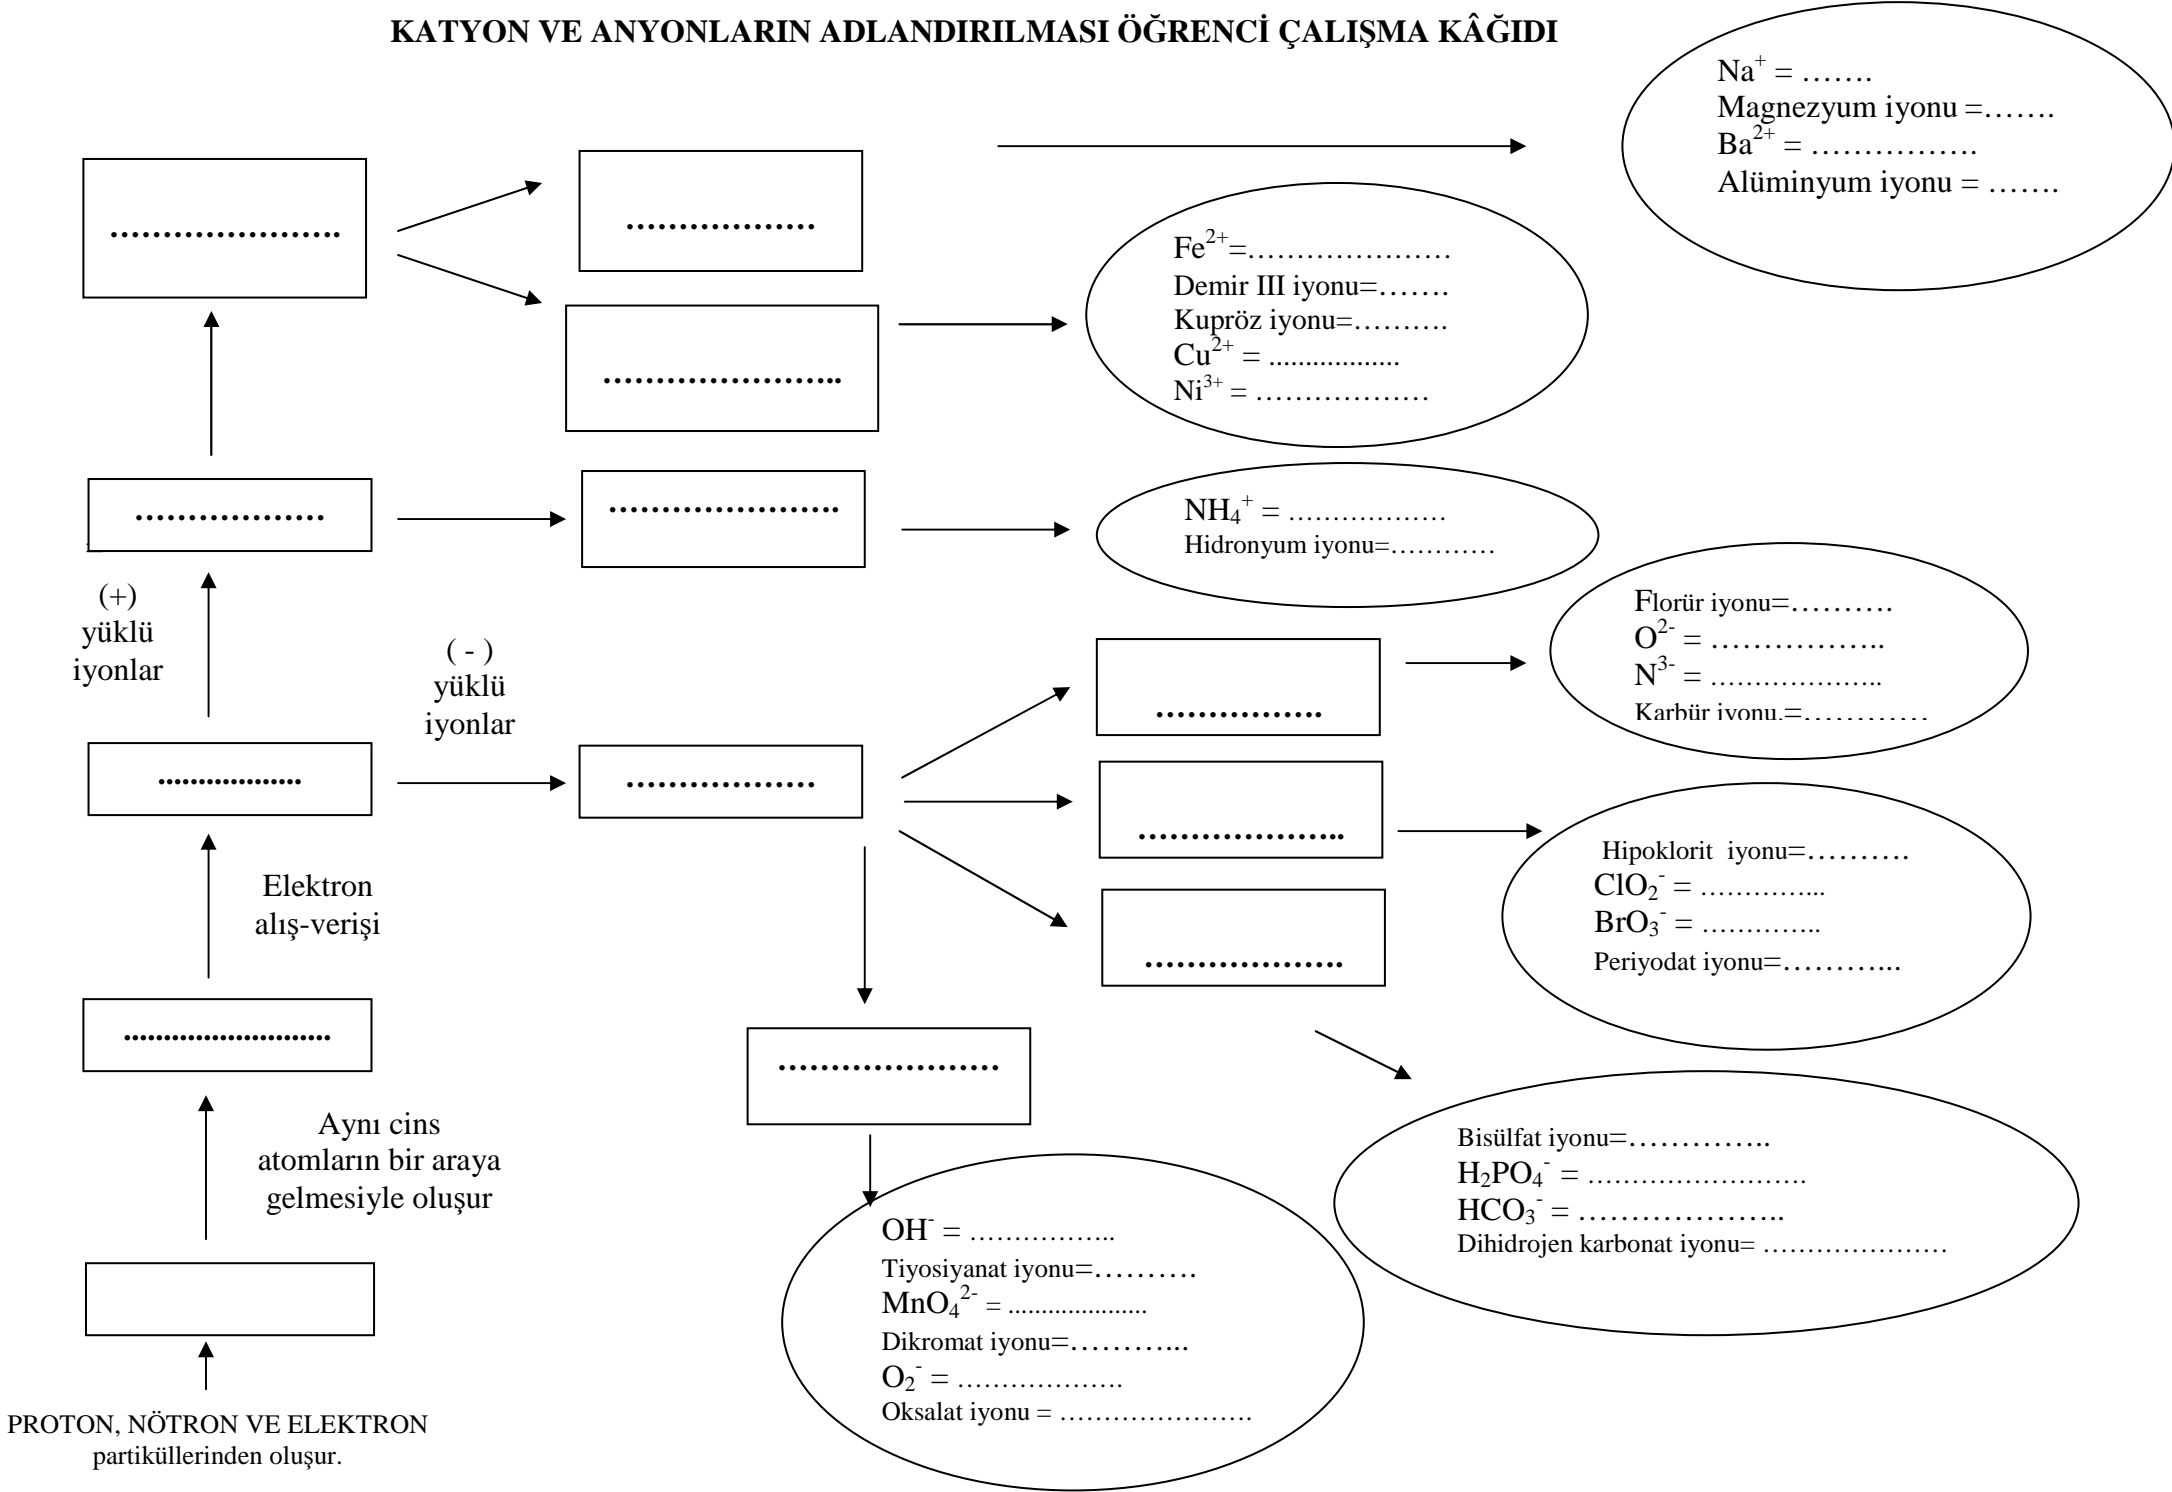 KATYON VE ANYONLARIN ADLANDIRILMASI ÖĞRENCİ ÇALIŞMA KÂĞIDI
Na⁺ = …….
Magnezyum iyonu =…….
Ba²⁺ = …………….
Alüminyum iyonu = …….
………………….
………………
Fe²⁺=…………………
Demir III iyonu=…….
Kupröz iyonu=……….
Cu²⁺ = ..................
Ni³⁺ = ………………
…………………..
………………
………………….
NH₄⁺ = ………………
Hidronyum iyonu=…………
(+)
yüklü
iyonlar
( - )
yüklü
iyonlar
Florür iyonu=……….
O²⁻ = ……………..
N³⁻ = ………………..
Karbür iyonu.=…………
…………….
..................
………………
………………..
Hipoklorit iyonu=……….
ClO₂⁻ = …………...
BrO₃⁻ = …………..
Periyodat iyonu=………...
Elektron
alış-verişi
……………….
..........................
…………………
Aynı cins
atomların bir araya
gelmesiyle oluşur
Bisülfat iyonu=…………..
H₂PO₄⁻ = …………………….
HCO₃⁻ = ………………..
Dihidrojen karbonat iyonu= …………………
OH⁻ = ……………..
Tiyosiyanat iyonu=……….
MnO₄²⁻ = .....................
Dikromat iyonu=………...
O₂⁻ = ……………….
Oksalat iyonu = ………………….
PROTON, NÖTRON VE ELEKTRON
partiküllerinden oluşur.